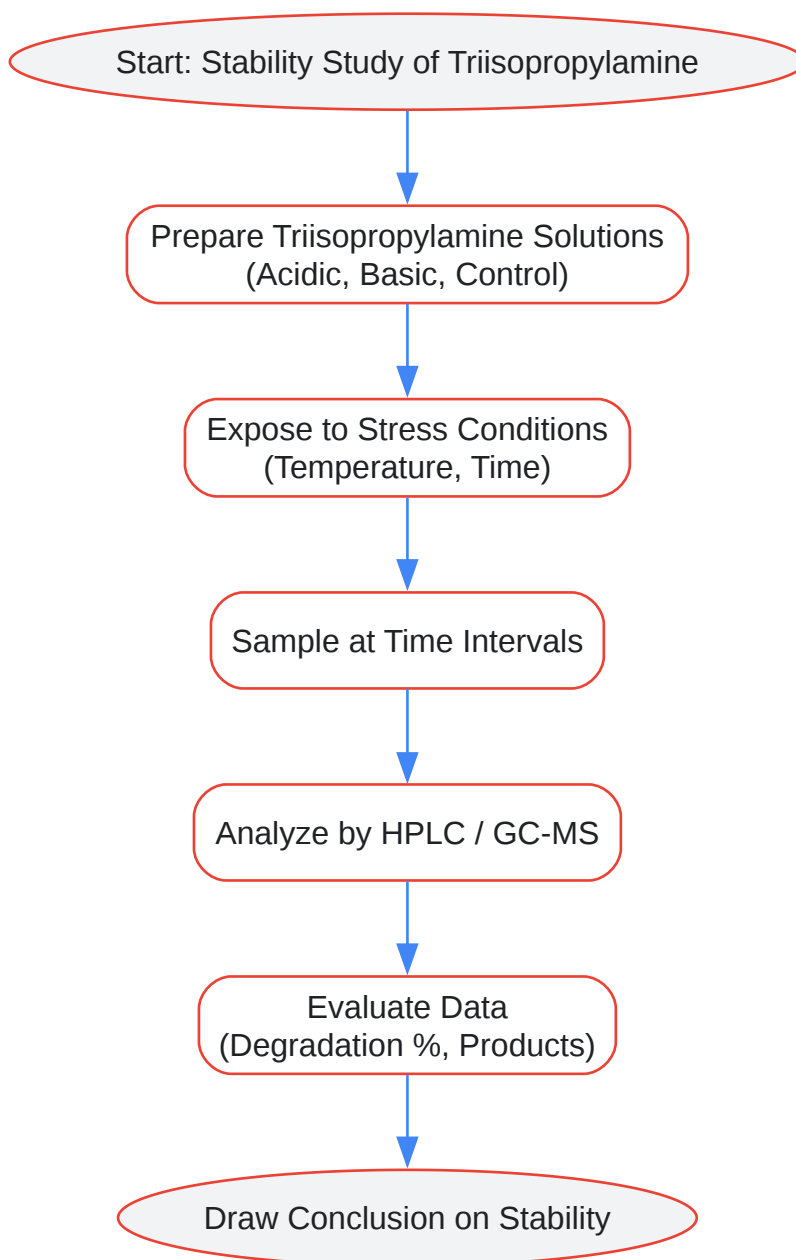 Start: Stability Study of Triisopropylamine
Prepare Triisopropylamine Solutions
(Acidic, Basic, Control)
Expose to Stress Conditions
(Temperature, Time)
Sample at Time Intervals
Analyze by HPLC / GC-MS
Evaluate Data
(Degradation %, Products)
Draw Conclusion on Stability